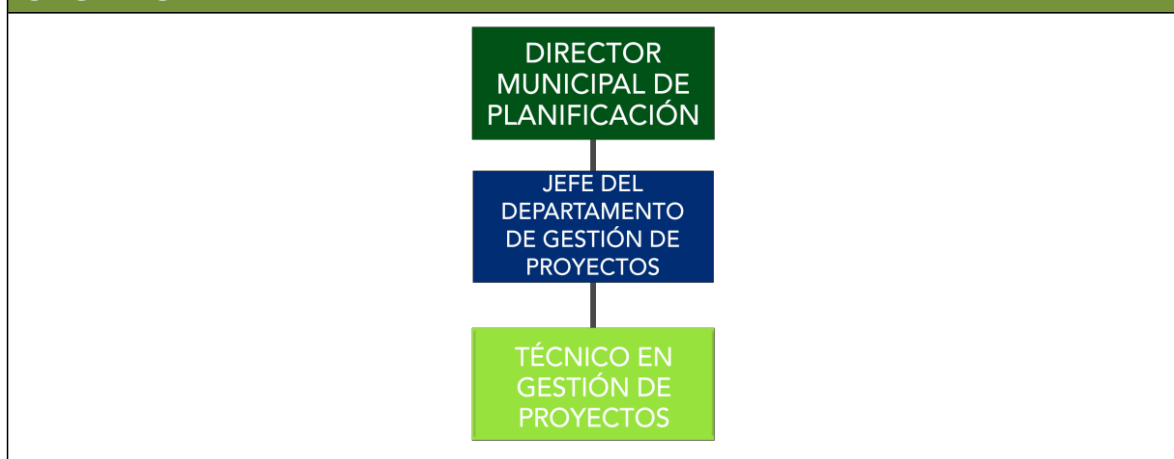 DIRECTOR
MUNICIPAL DE
PLANIFICACIÓN
JEFE DEL
DEPARTAMENTO
DE GESTIÓN DE
PROYECTOS
TÉCNICO EN
GESTIÓN DE
PROYECTOS